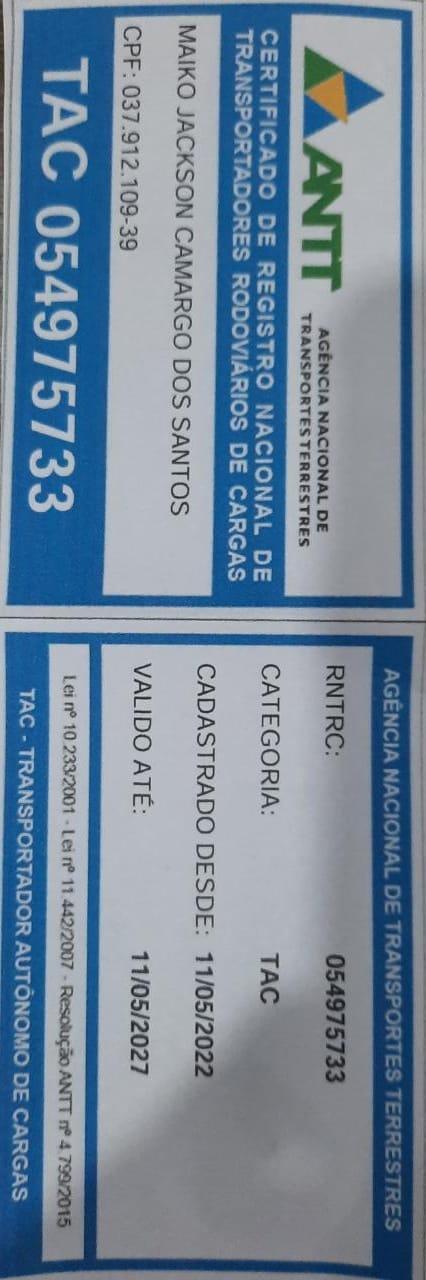 ANTT
AGÊNCIA NACIONAL DE
TRANSPORTES TERRESTRES
CERTIFICADO DE REGISTRO NACIONAL DE
TRANSPORTADORES RODOVIÁRIOS DE CARGAS
MAIKO JACKSON CAMARGO DOS SANTOS
CPF: 037.912.109-39
TAC 054975733
AGÊNCIA NACIONAL DE TRANSPORTES TERRESTRES
RNTRC: 054975733
CATEGORIA: TAC
CADASTRADO DESDE: 11/05/2022
VALIDO ATÉ: 11/05/2027
Lei nº 10.233/2001 - Lei nº 11.442/2007 - Resolução ANTT nº 4.799/2015
TAC - TRANSPORTADOR AUTÔNOMO DE CARGAS